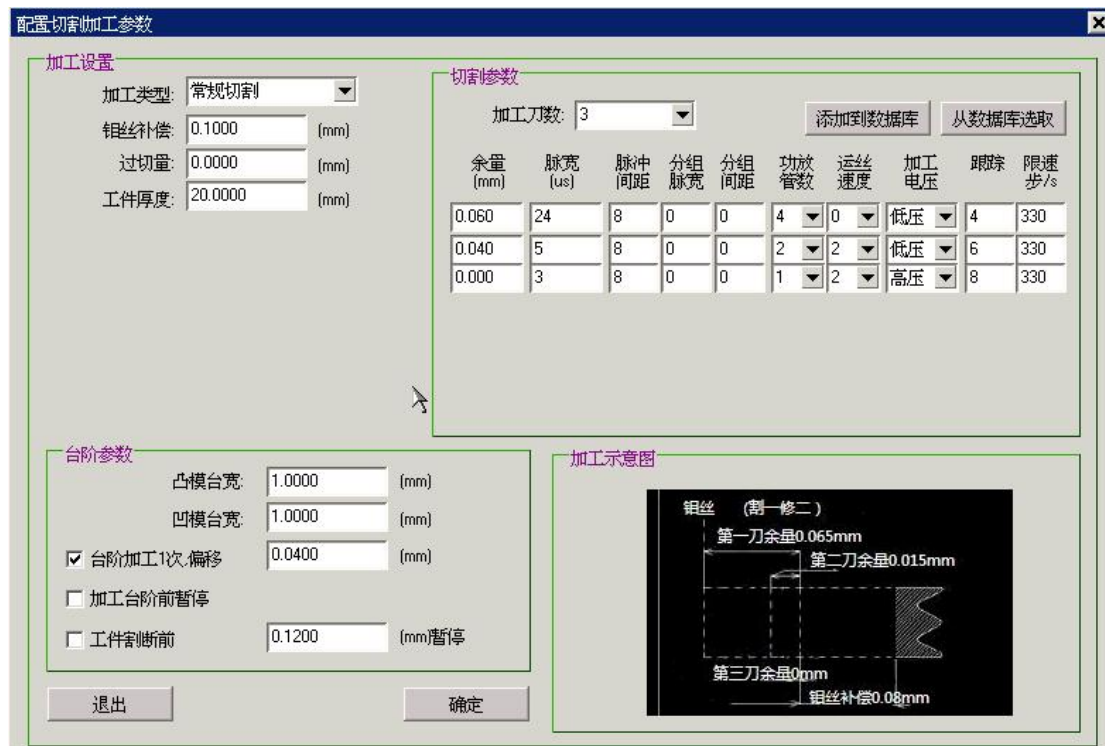 配置切割加工参数
加工设置
加工类型: 常规切割
钼丝补偿: 0.1000 (mm)
过切量: 0.0000 (mm)
工件厚度: 20.0000 (mm)
切割参数
加工刀数: 3 添加到数据库 从数据库选取
余量 脉宽 脉冲 分组 分组 功放 运丝 加工 跟踪 限速
(mm) (us) 间距 脉宽 间距 管数 速度 电压 步/s
0.060 24 8 0 0 4 0 低压 4 330
0.040 5 8 0 0 2 2 低压 6 330
0.000 3 8 0 0 1 2 高压 8 330
台阶参数
凸模台宽: 1.0000 (mm)
凹模台宽: 1.0000 (mm)
台阶加工1次,偏移 0.0400 (mm)
加工台阶前暂停
工件割断前 0.1200 (mm)暂停
退出 确定
加工示意图
钼丝 (割一修二)
第一刀余量0.065mm
第二刀余量0.015mm
第三刀余量0mm
钼丝补偿0.08mm